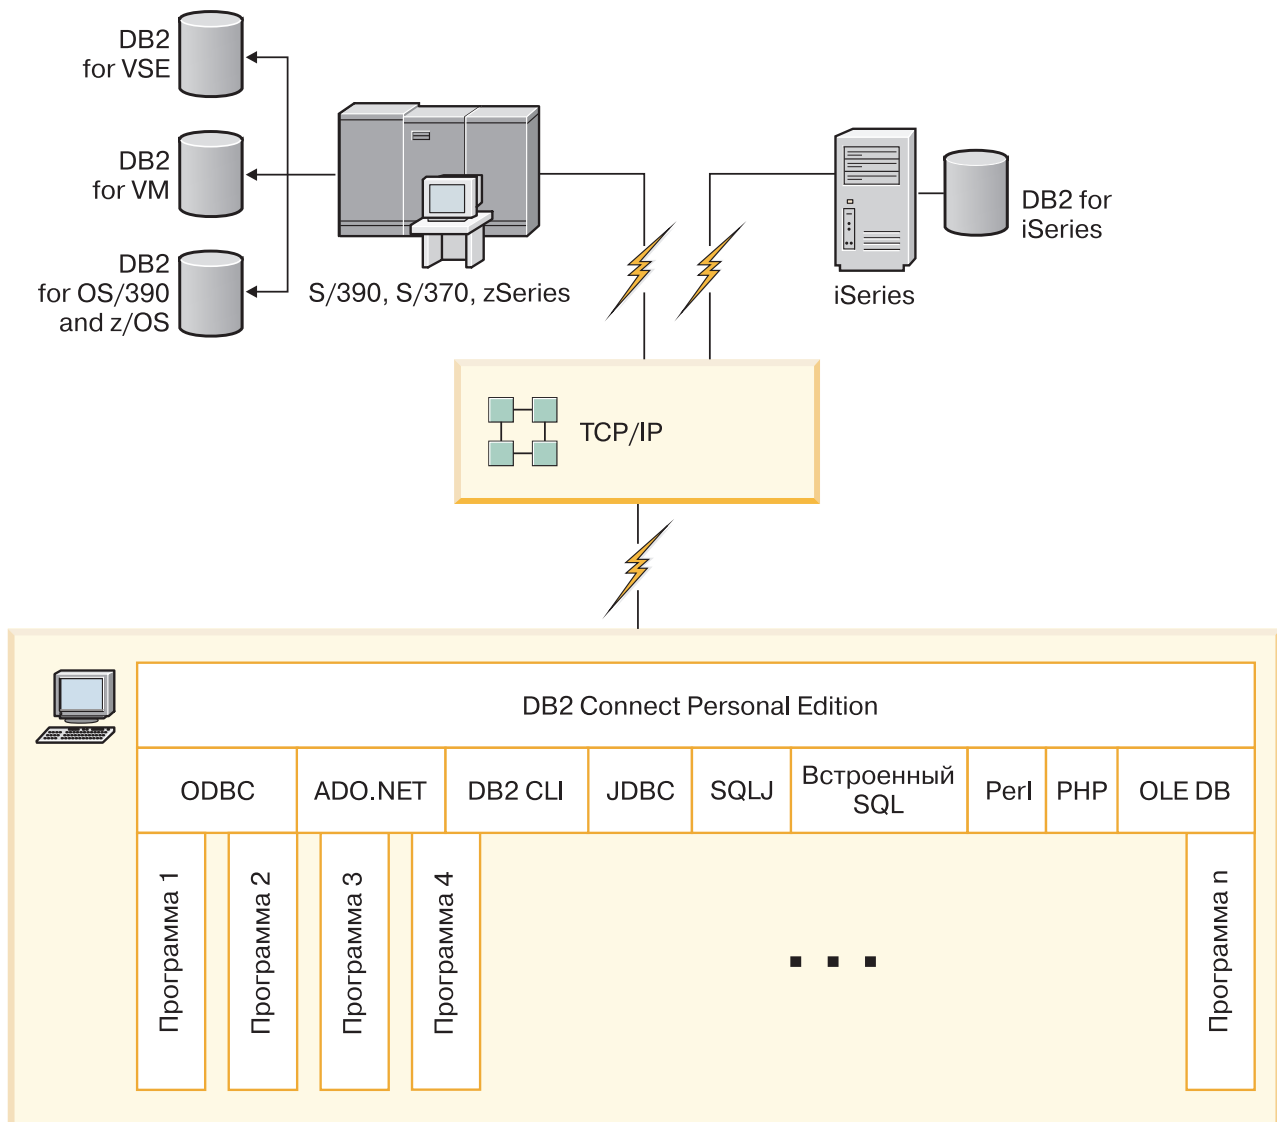 DB2
for VSE
DB2
for VM
DB2
for OS/390
and z/OS
S/390, S/370, zSeries
iSeries
DB2 for
iSeries
TCP/IP
DB2 Connect Personal Edition
ODBC
ADO.NET
DB2 CLI
JDBC
SQLJ
Встроенный
SQL
Perl
PHP
OLE DB
Программа 1
Программа 2
Программа 3
Программа 4
. . .
Программа n